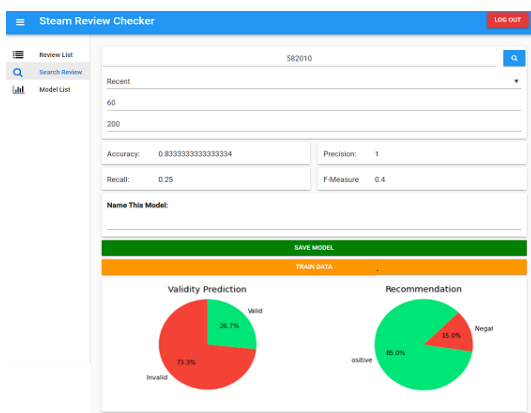 Steam Review Checker
LOG OUT
Review List
Search Review
Model List
582010
Recent
60
200
Accuracy: 0.8333333333333334
Precision: 1
Recall: 0.25
F-Measure 0.4
Name This Model:
SAVE MODEL
TRAIN DATA
Validity Prediction
Valid
26.7%
73.3%
Invalid
Recommendation
Negat
15.0%
85.0%
ositive